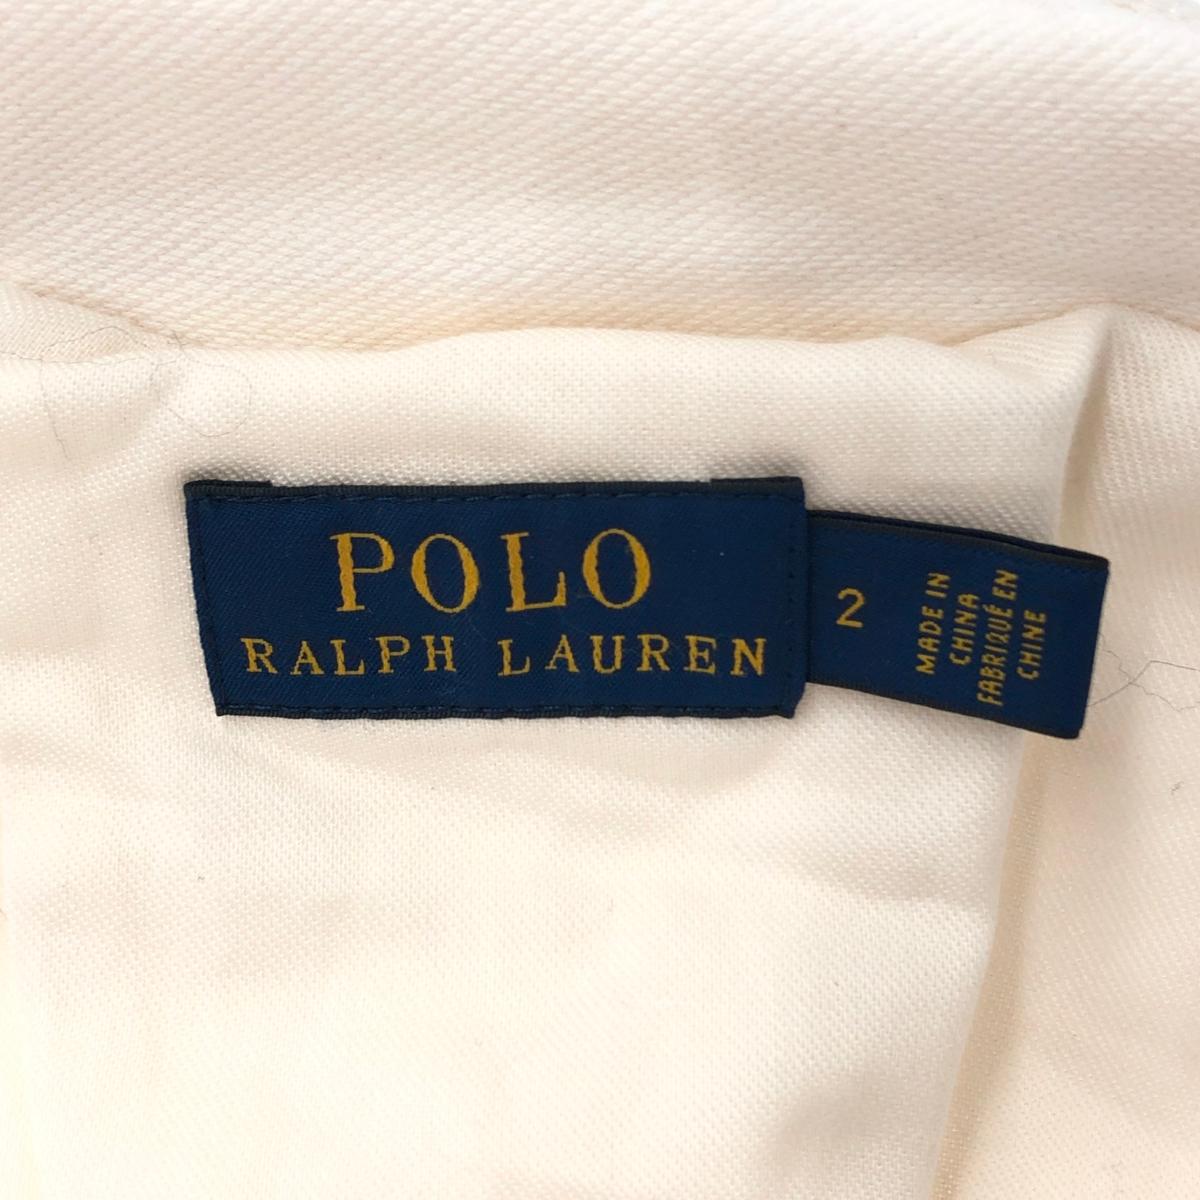 POLO
RALPH LAUREN
2
MADE IN
CHINA
FABRIQUÉ EN
CHINE